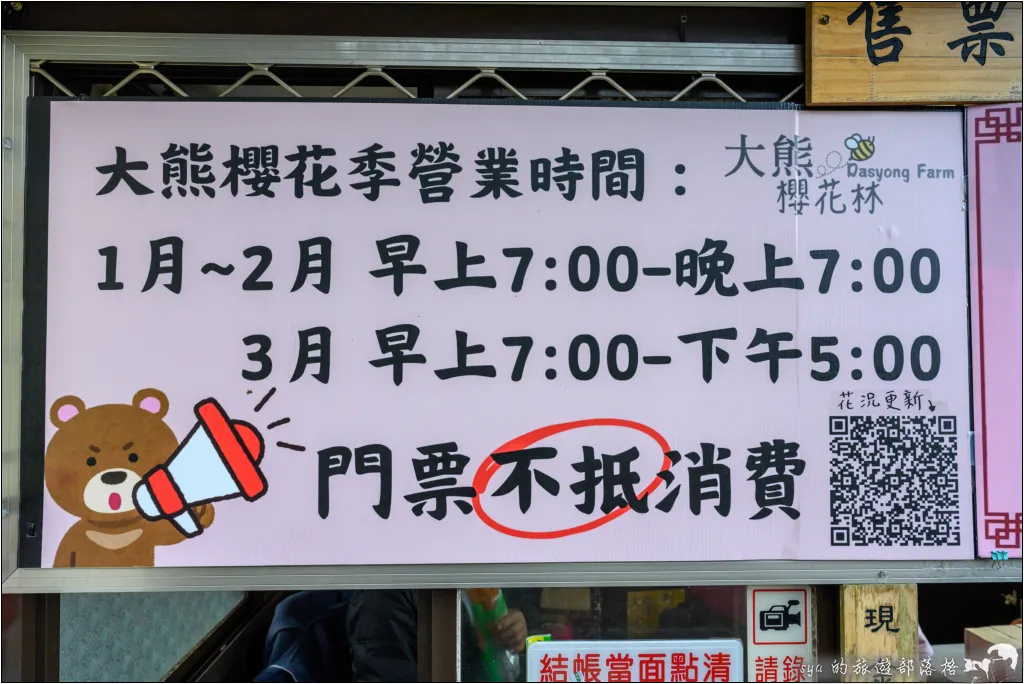 售票
大熊櫻花季營業時間：
大熊
Dasyong Farm
櫻花林
1月~2月 早上7:00-晚上7:00
3月 早上7:00-下午5:00
花況更新
門票不抵消費
現
結帳當面點清
請錄
sya 的旅遊部落格